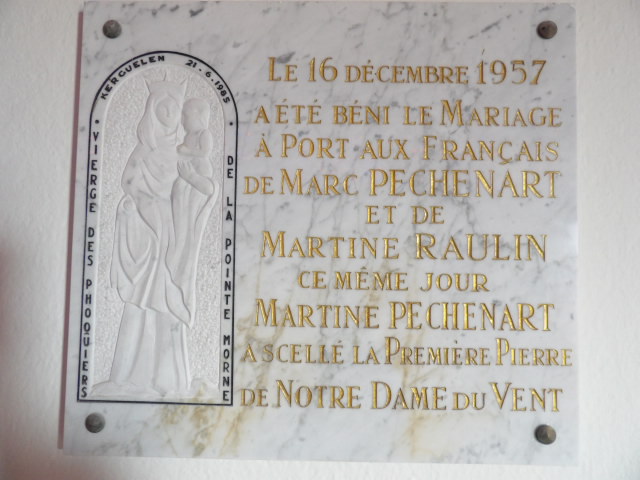 KERGUELEN 21.6.1985
VIERGE DES PHOQUIERS
DE LA POINTE MORNE
LE 16 DÉCEMBRE 1957
A ÉTÉ BÉNI LE MARIAGE
À PORT AUX FRANÇAIS
DE MARC PECHENART
ET DE
MARTINE RAULIN
CE MÉME JOUR
MARTINE PECHENART
A SCELLÉ LA PREMIÈRE PIERRE
DE NOTRE DAME DU VENT